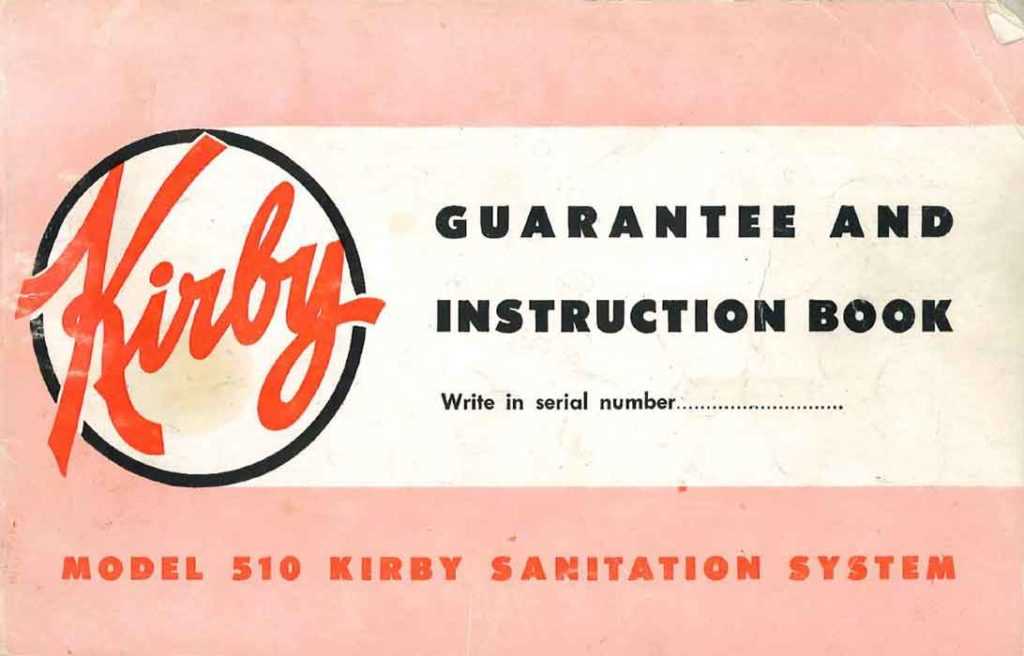 Kirby
GUARANTEE AND
INSTRUCTION BOOK
Write in serial number............................
MODEL 510 KIRBY SANITATION SYSTEM